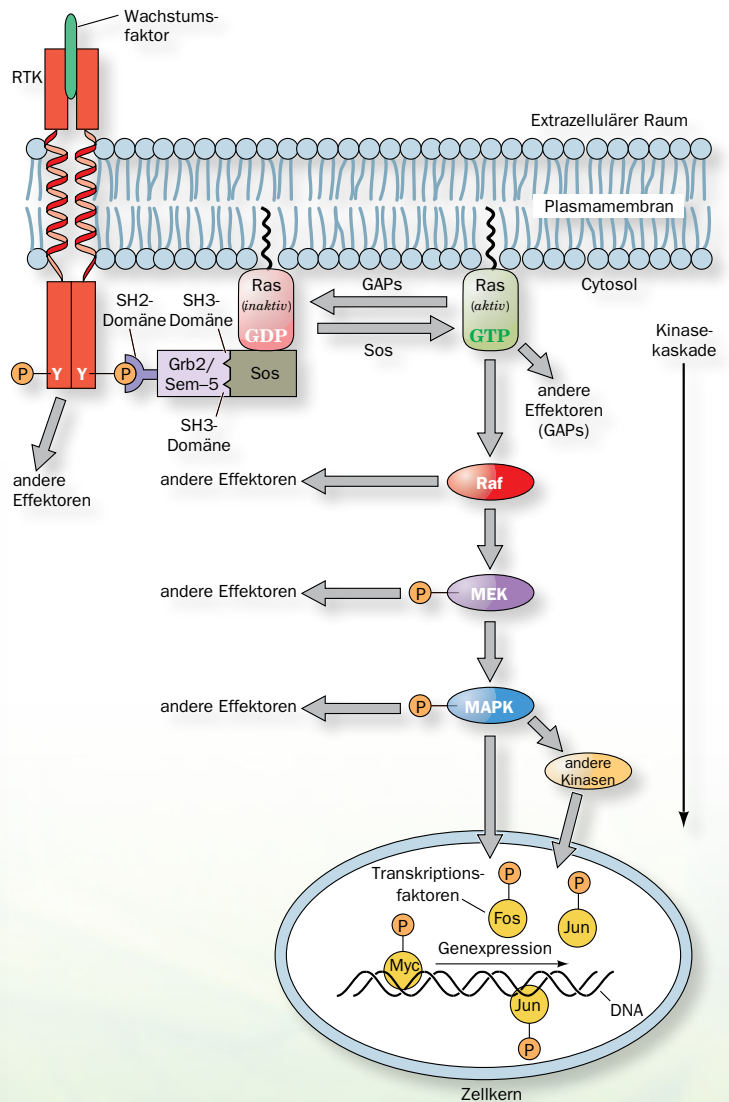 Wachstums-
faktor
RTK
Extrazellulärer Raum
Plasmamembran
Cytosol
SH2-
Domäne
SH3-
Domäne
Ras
(inaktiv)
GDP
GAPs
Sos
Ras
(aktiv)
GTP
Kinase-
kaskade
P
Y
Y
P
Grb2/
Sem–5
Sos
SH3-
Domäne
andere
Effektoren
(GAPs)
andere
Effektoren
andere Effektoren
Raf
andere Effektoren
P
MEK
andere Effektoren
P
MAPK
andere
Kinasen
Transkriptions-
faktoren
P
Fos
P
Jun
P
Myc
Genexpression
Jun
P
DNA
Zellkern